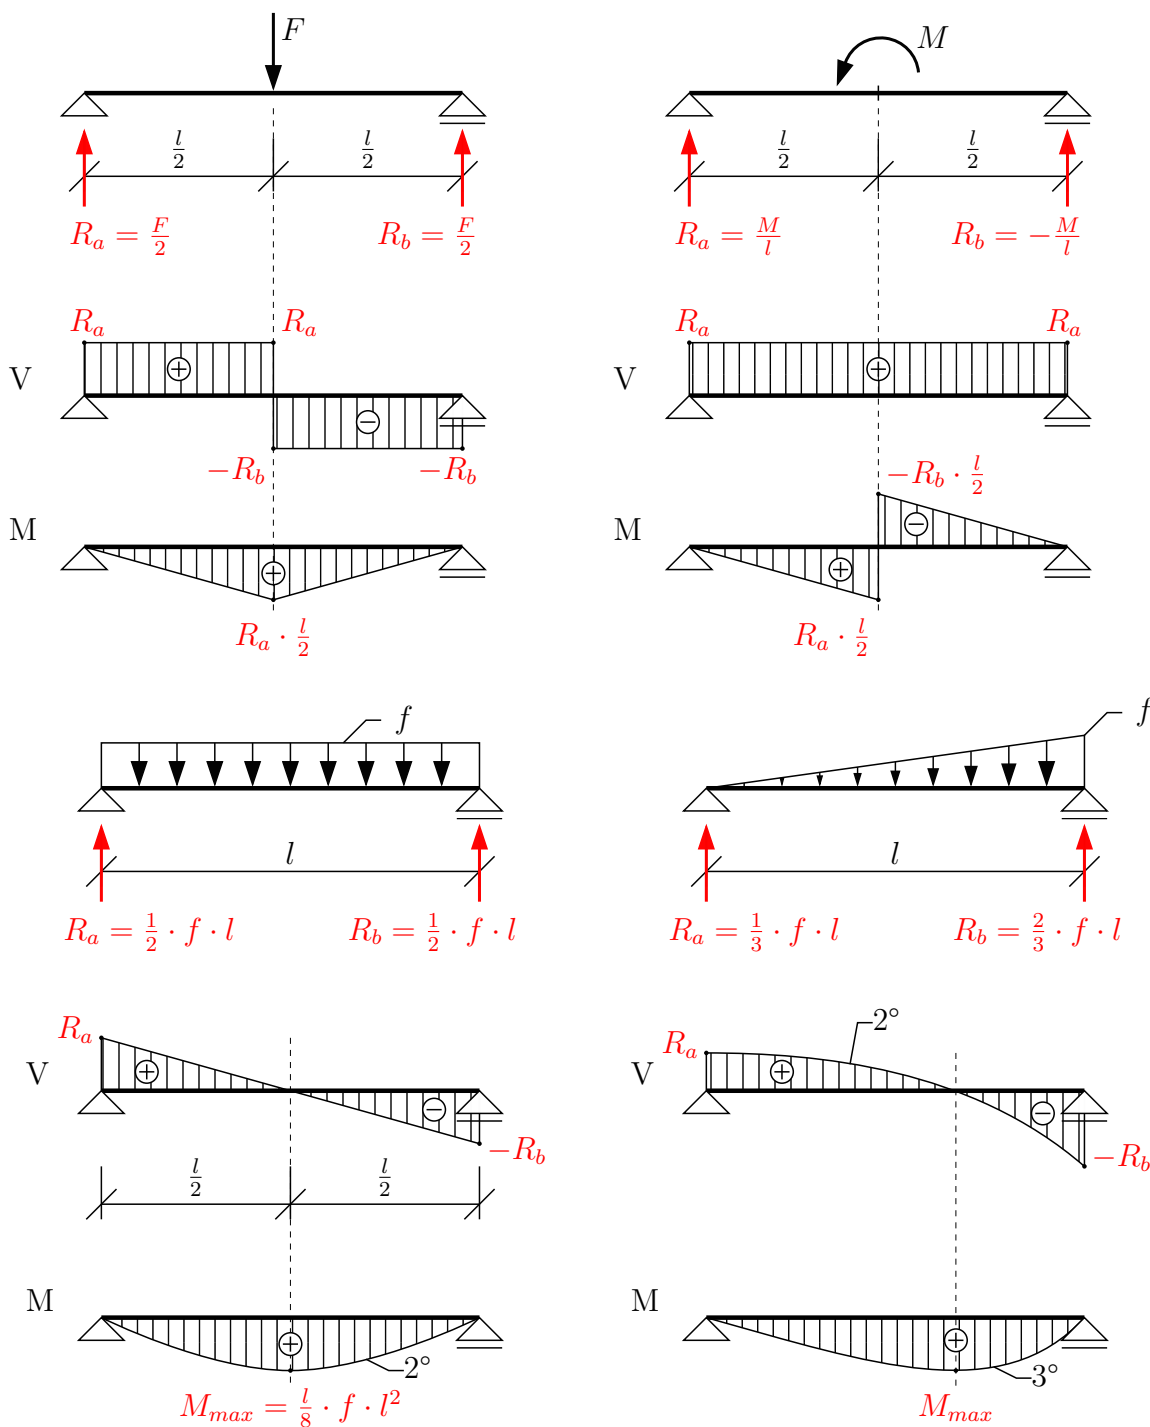 F
l/2 l/2
R_a = F/2 R_b = F/2
R_a R_a
V
−R_b −R_b
M
R_a · l/2
M
l/2 l/2
R_a = M/l R_b = −M/l
R_a R_a
V
−R_b · l/2
M
R_a · l/2
f
l
R_a = 1/2 · f · l R_b = 1/2 · f · l
R_a
V
−R_b
l/2 l/2
M
2°
M_max = l/8 · f · l²
f
l
R_a = 1/3 · f · l R_b = 2/3 · f · l
2°
R_a
V
−R_b
M
3°
M_max